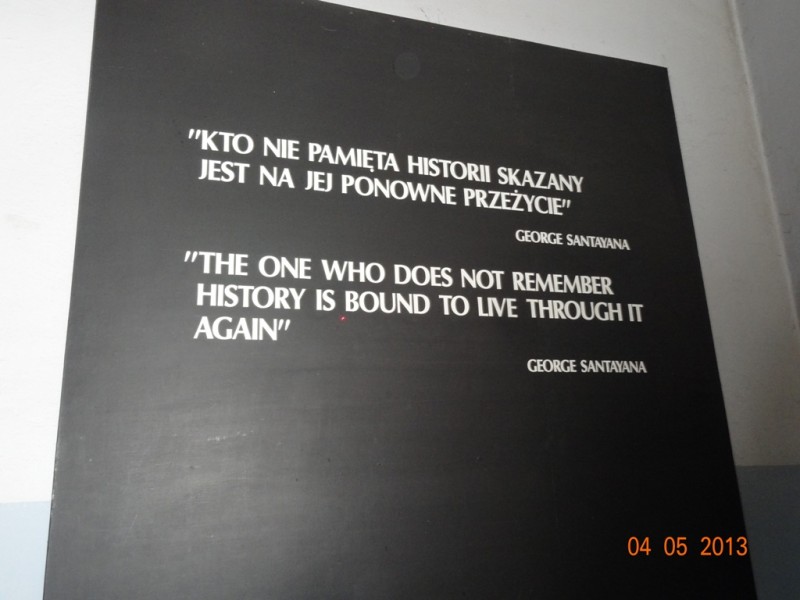 "KTO NIE PAMIĘTA HISTORII SKAZANY
JEST NA JEJ PONOWNE PRZEŻYCIE"
GEORGE SANTAYANA
"THE ONE WHO DOES NOT REMEMBER
HISTORY IS BOUND TO LIVE THROUGH IT
AGAIN"
GEORGE SANTAYANA
04 05 2013